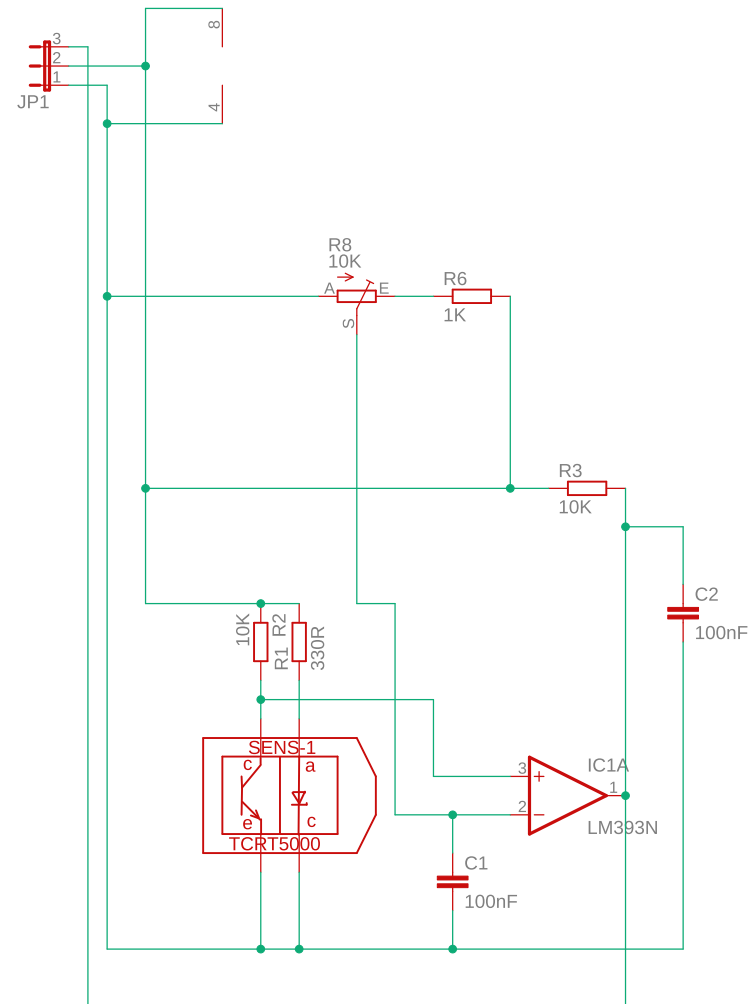 8
3
2
1
JP1
4
R8
10K
A
E
S
R6
1K
R3
10K
C2
100nF
10K
R2
R1
330R
SENS-1
c
a
e
c
TCRT5000
3
2
1
IC1A
LM393N
C1
100nF